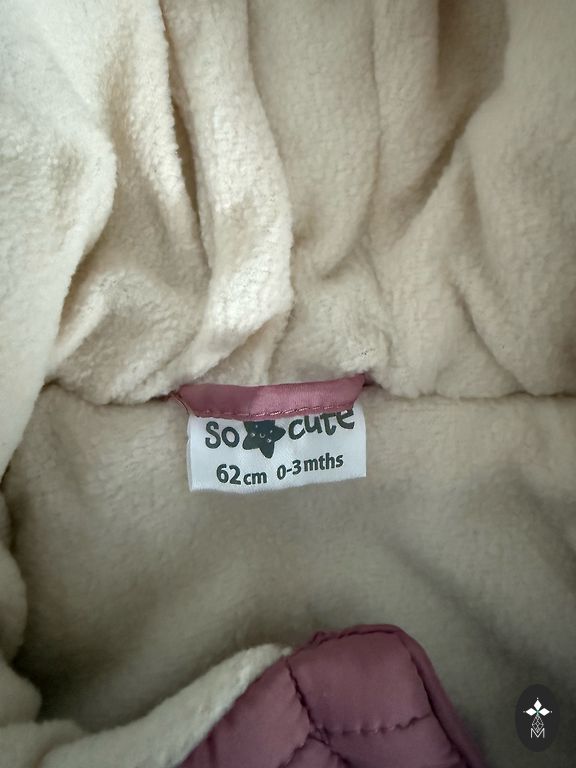 so cute
62cm 0-3mths
M